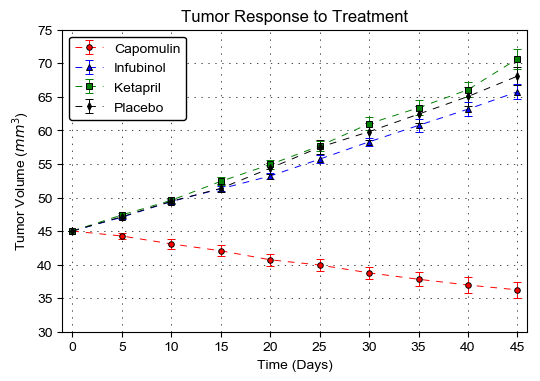 Tumor Response to Treatment
75
70
65
60
55
50
45
40
35
30
Tumor Volume (mm³)
Capomulin
Infubinol
Ketapril
Placebo
0 5 10 15 20 25 30 35 40 45
Time (Days)